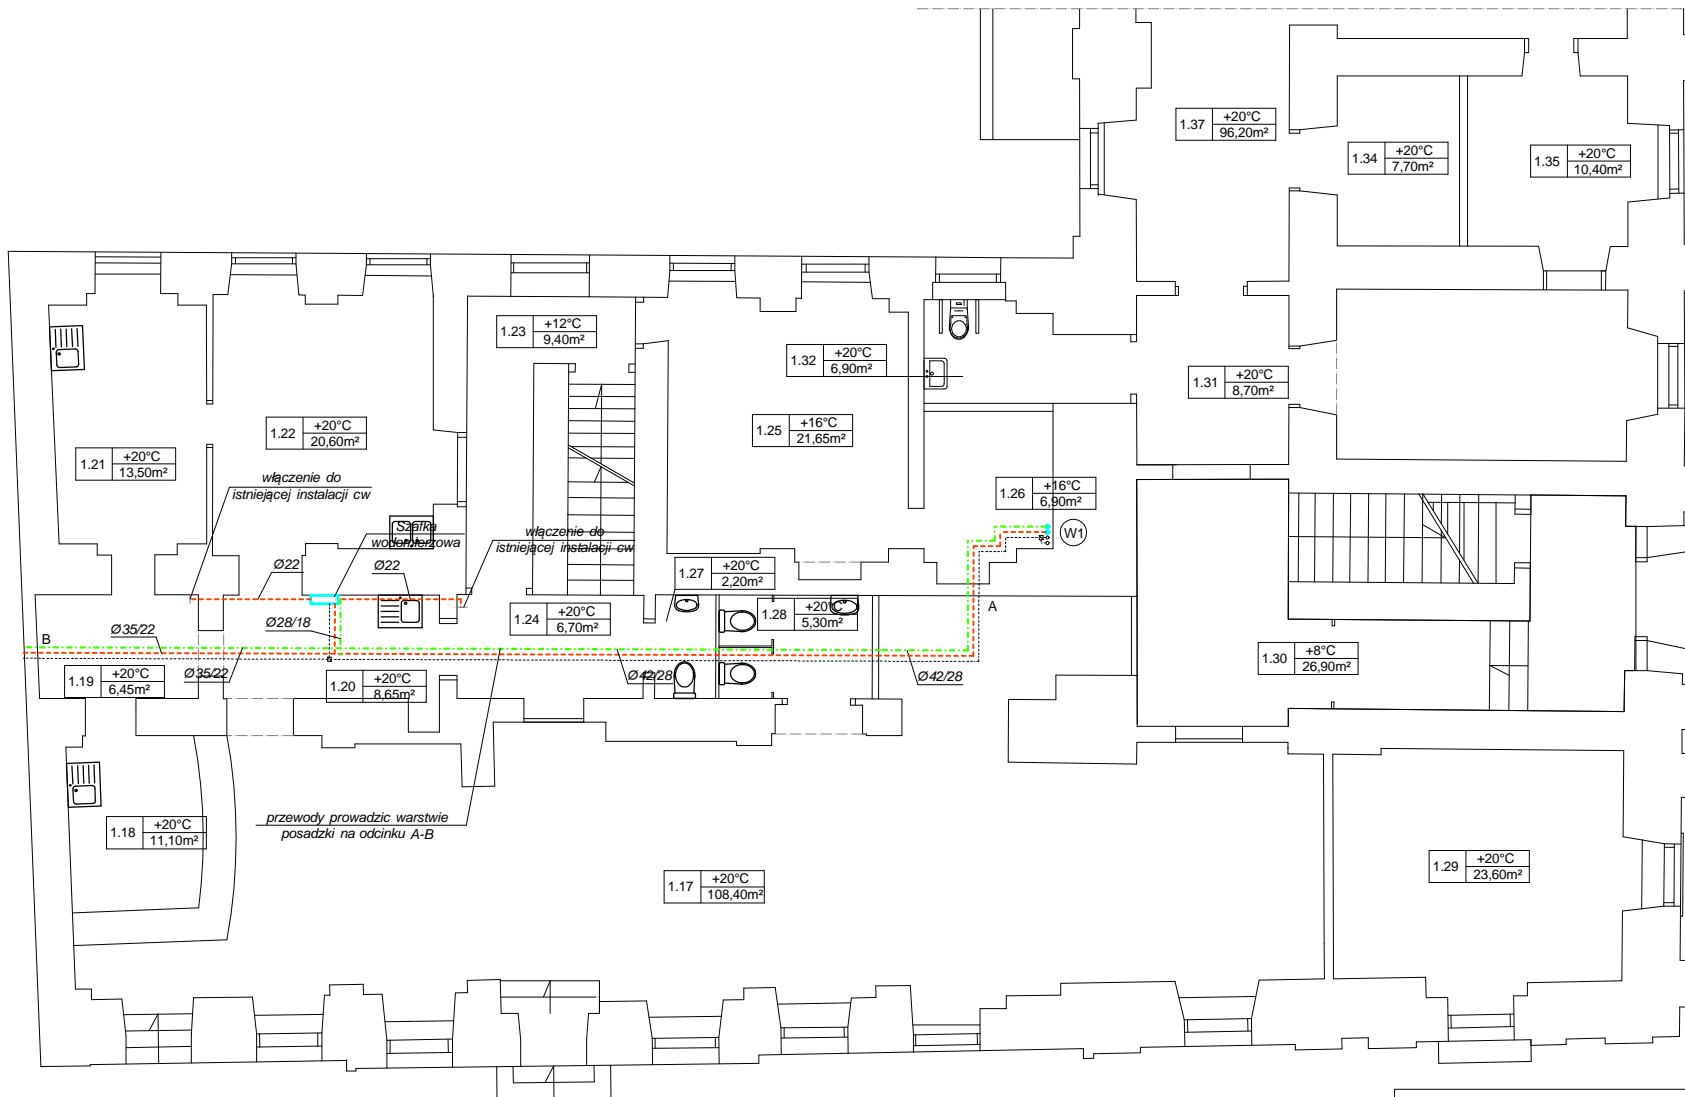 1.37 +20°C
96,20m²
1.34 +20°C
7,70m²
1.35 +20°C
10,40m²
1.23 +12°C
9,40m²
1.32 +20°C
6,90m²
1.31 +20°C
8,70m²
1.22 +20°C
20,60m²
1.25 +16°C
21,65m²
1.21 +20°C
13,50m²
włączenie do
istniejącej instalacji cw
1.26 +16°C
6,90m²
Szafka
wodomierzowa
włączenie do
istniejącej instalacji cw
W1
Ø22
Ø22
1.27 +20°C
2,20m²
A
1.24 +20°C
6,70m²
1.28 +20°C
5,30m²
Ø28/18
Ø35/22
B
1.30 +8°C
26,90m²
1.19 +20°C
6,45m²
Ø35/22
1.20 +20°C
8,65m²
Ø42/28
Ø42/28
1.18 +20°C
11,10m²
przewody prowadzic warstwie
posadzki na odcinku A-B
1.17 +20°C
108,40m²
1.29 +20°C
23,60m²